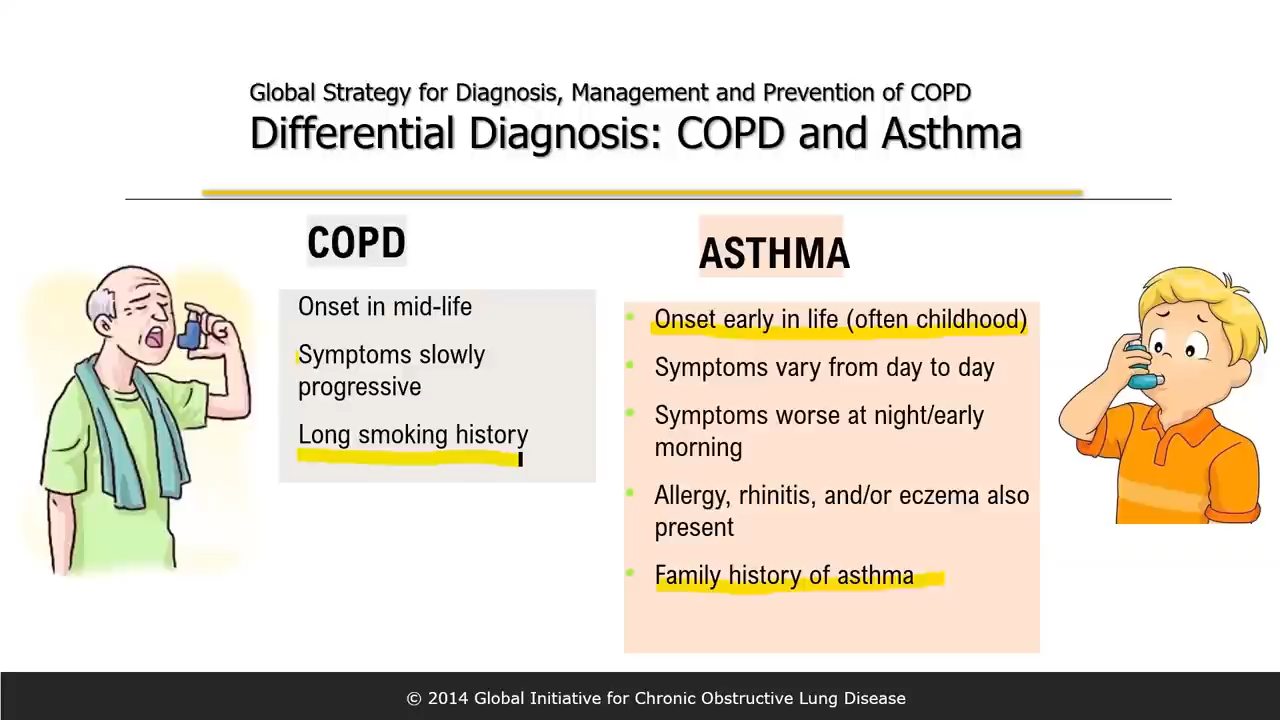 Global Strategy for Diagnosis, Management and Prevention of COPD
Differential Diagnosis: COPD and Asthma
COPD
Onset in mid-life
Symptoms slowly
progressive
Long smoking history
ASTHMA
Onset early in life (often childhood)
Symptoms vary from day to day
Symptoms worse at night/early
morning
Allergy, rhinitis, and/or eczema also
present
Family history of asthma
© 2014 Global Initiative for Chronic Obstructive Lung Disease